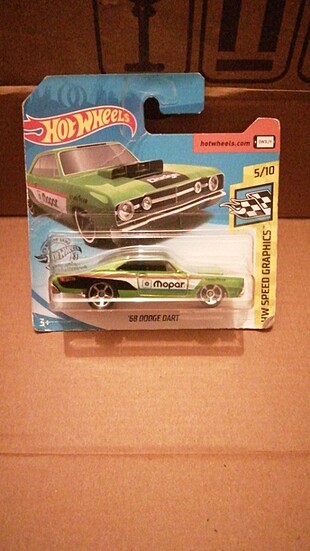 HOT WHEELS
hotwheels.com
5/10
HW SPEED GRAPHICS
Mopar
3+
'68 DODGE DART